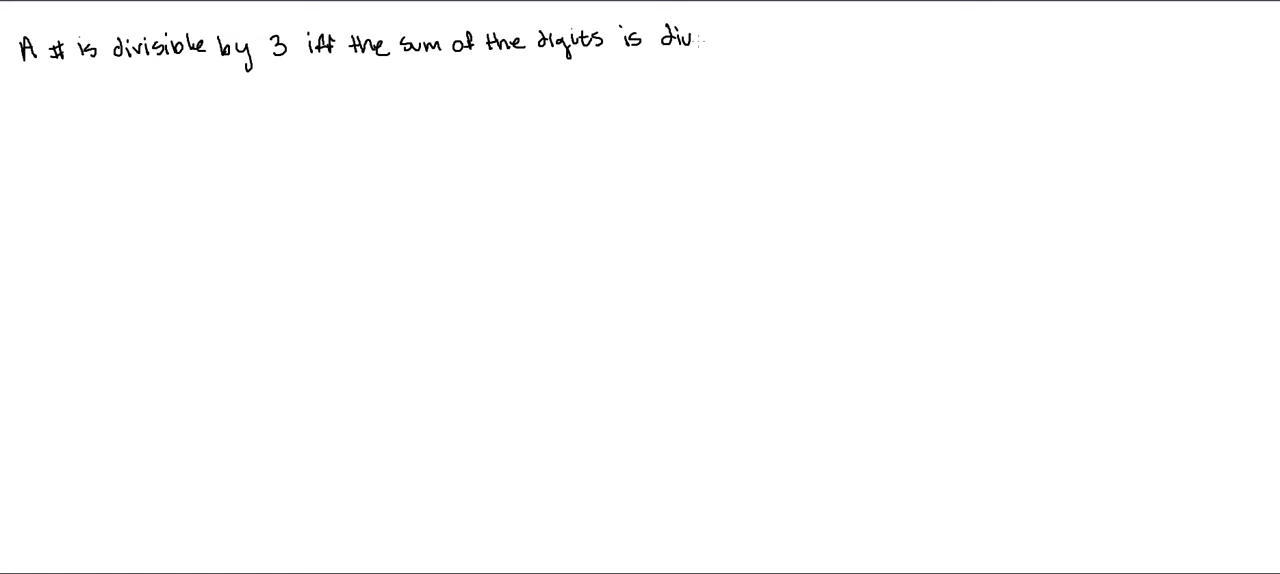 A # is divisible by 3 iff the sum of the digits is div